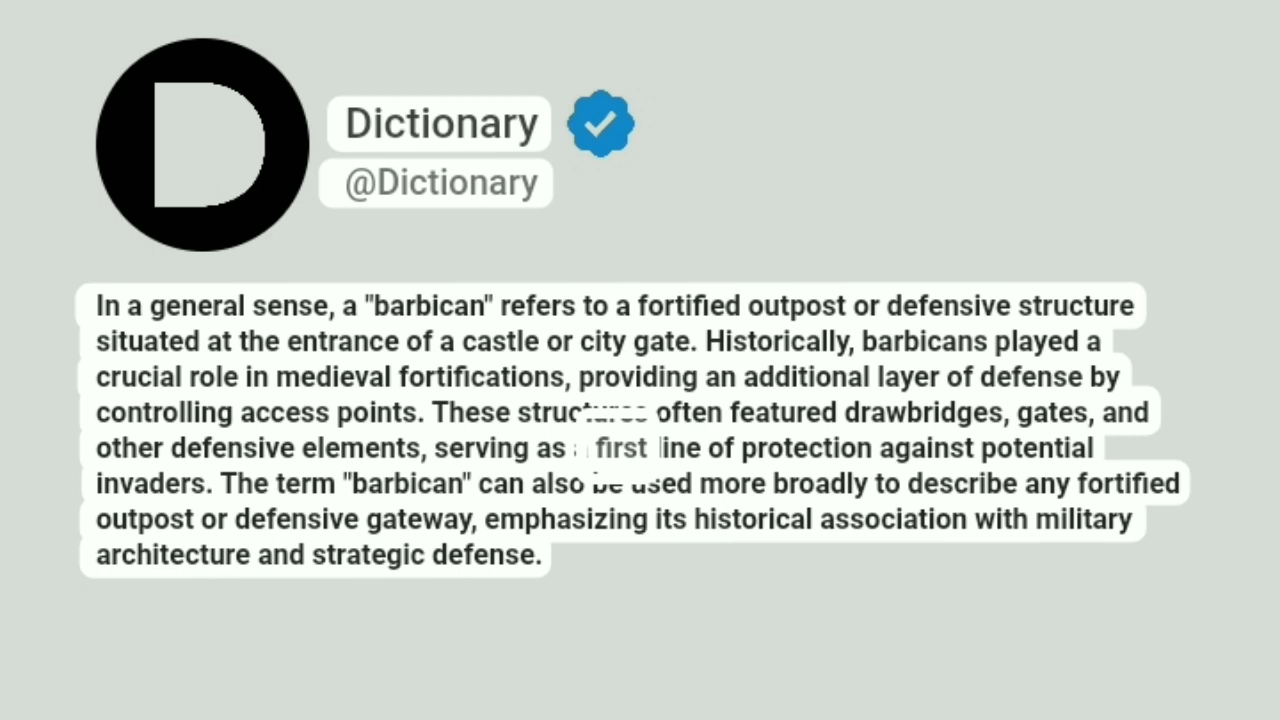 D
Dictionary
@Dictionary
In a general sense, a "barbican" refers to a fortified outpost or defensive structure
situated at the entrance of a castle or city gate. Historically, barbicans played a
crucial role in medieval fortifications, providing an additional layer of defense by
controlling access points. These structures often featured drawbridges, gates, and
other defensive elements, serving as first line of protection against potential
invaders. The term "barbican" can also be used more broadly to describe any fortified
outpost or defensive gateway, emphasizing its historical association with military
architecture and strategic defense.